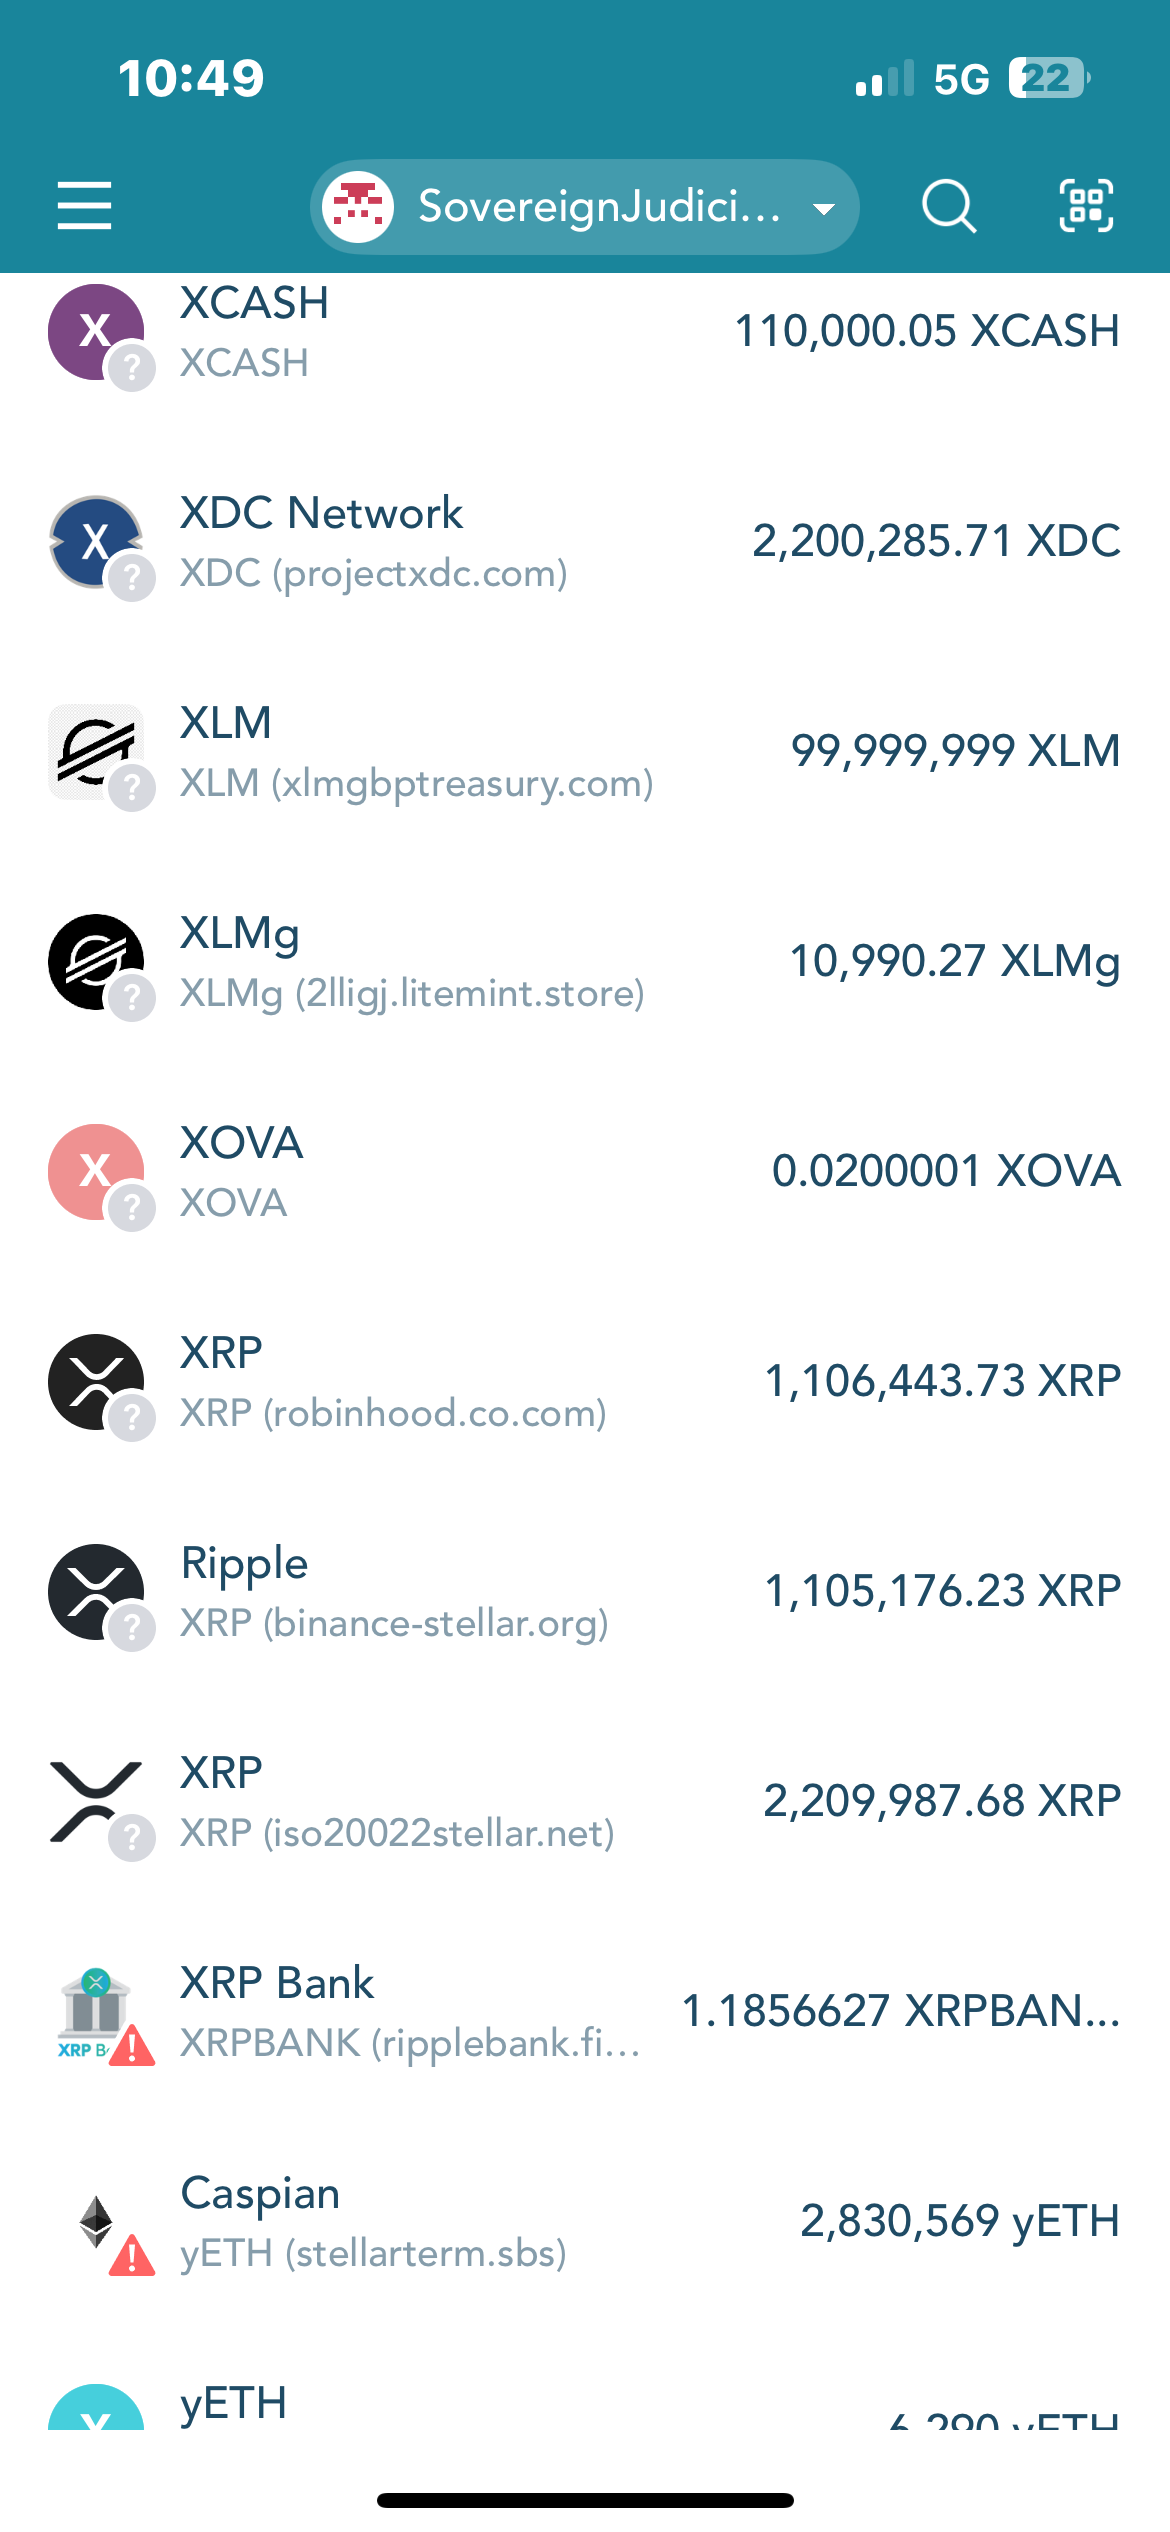 10:49
5G 22
SovereignJudici...
XCASH
XCASH
110,000.05 XCASH
XDC Network
XDC (projectxdc.com)
2,200,285.71 XDC
XLM
XLM (xlmgbptreasury.com)
99,999,999 XLM
XLMg
XLMg (2lligj.litemint.store)
10,990.27 XLMg
XOVA
XOVA
0.0200001 XOVA
XRP
XRP (robinhood.co.com)
1,106,443.73 XRP
Ripple
XRP (binance-stellar.org)
1,105,176.23 XRP
XRP
XRP (iso20022stellar.net)
2,209,987.68 XRP
XRP Bank
XRPBANK (ripplebank.fi...
1.1856627 XRPBAN...
Caspian
yETH (stellarterm.sbs)
2,830,569 yETH
yETH
6,290 yETH